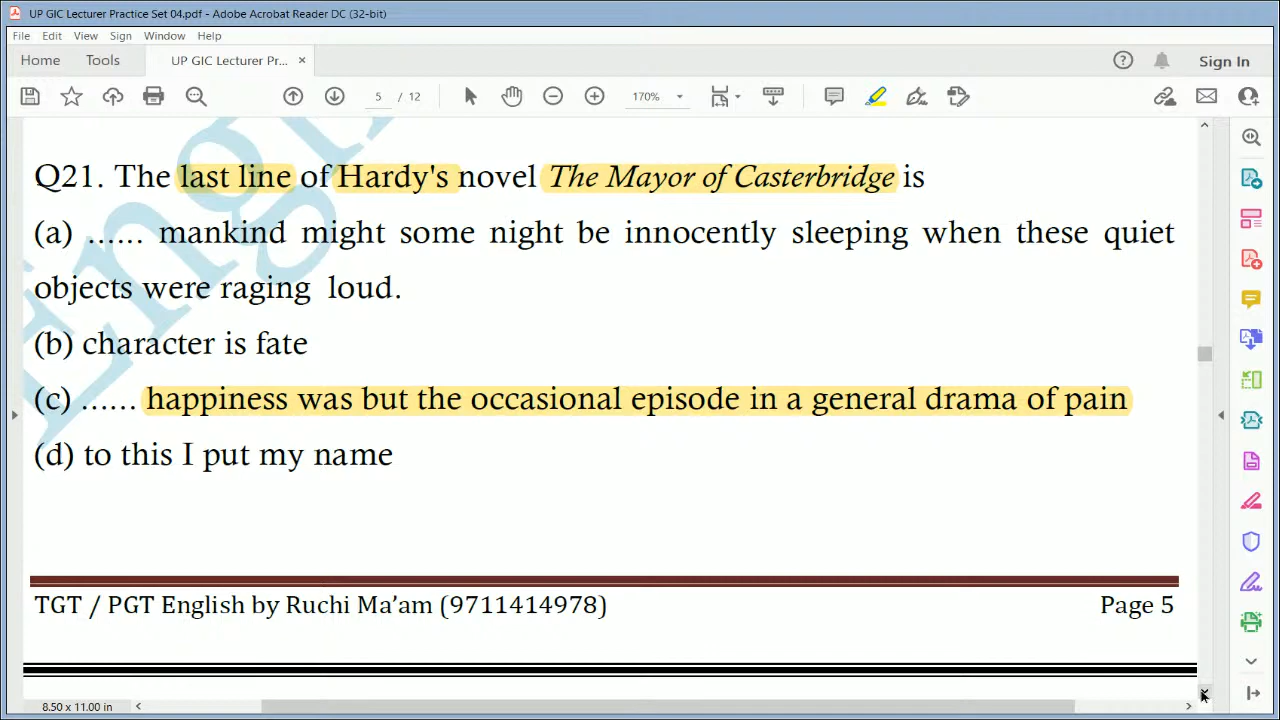 UP GIC Lecturer Practice Set 04.pdf - Adobe Acrobat Reader DC (32-bit)
File Edit View Sign Window Help
Home Tools UP GIC Lecturer Pr... × Sign In
5 / 12 170%
Engl
Q21. The last line of Hardy's novel The Mayor of Casterbridge is
(a) ...... mankind might some night be innocently sleeping when these quiet
objects were raging loud.
(b) character is fate
(c) ...... happiness was but the occasional episode in a general drama of pain
(d) to this I put my name
TGT / PGT English by Ruchi Ma’am (9711414978) Page 5
8.50 x 11.00 in